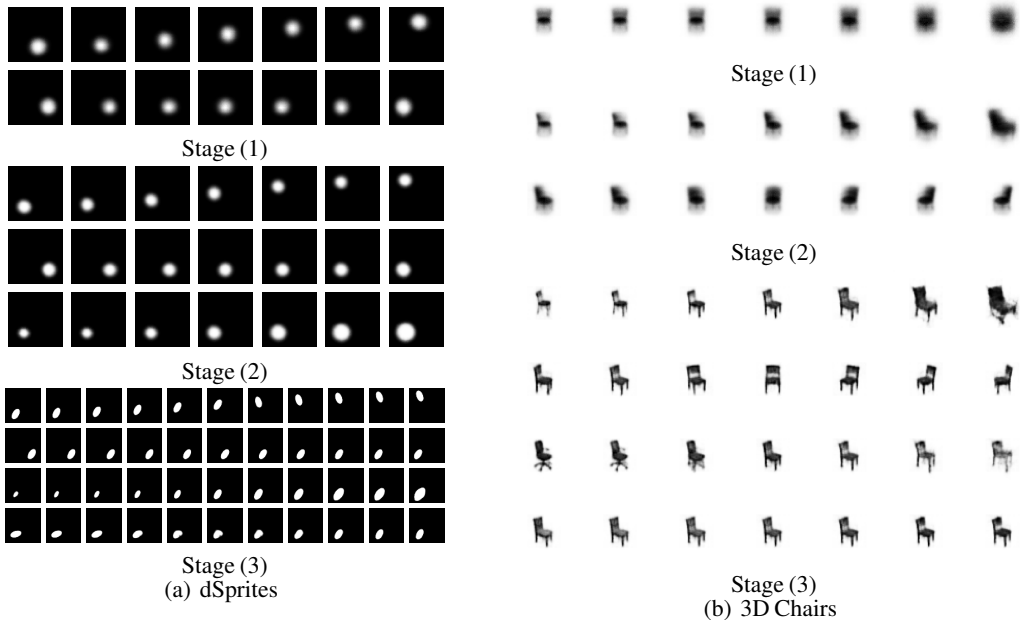 Stage (1)
Stage (2)
Stage (3)
(a) dSprites
Stage (1)
Stage (2)
Stage (3)
(b) 3D Chairs